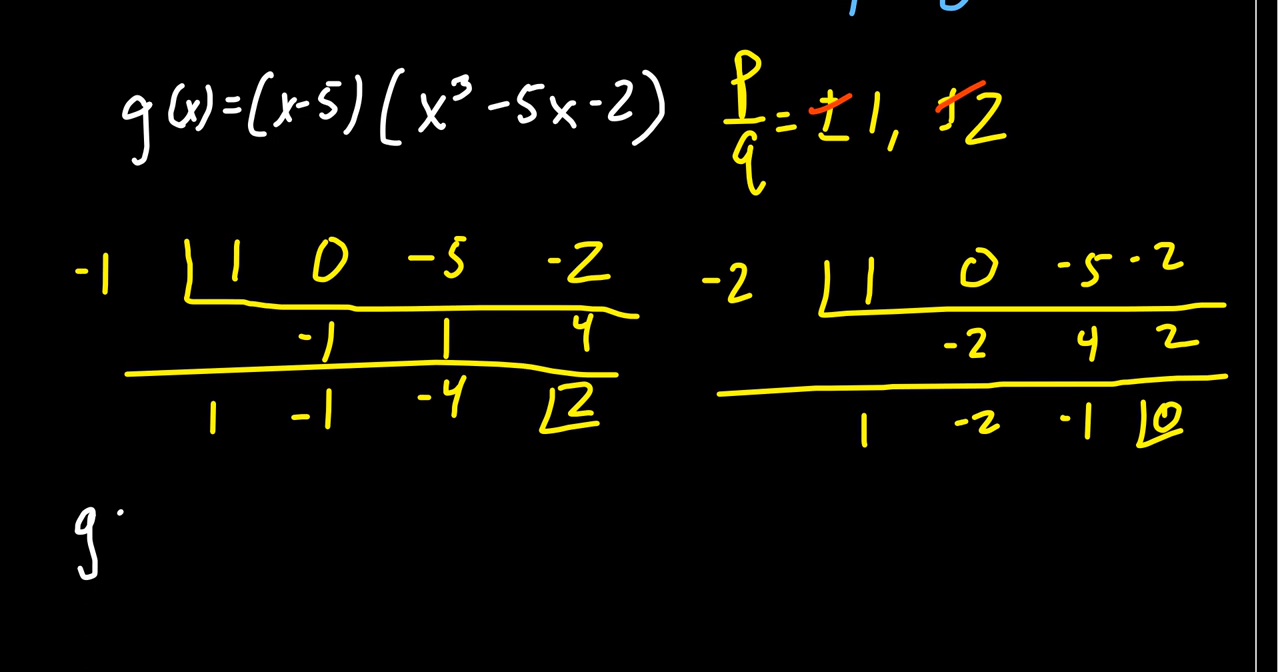 g(x)=(x-5)(x³-5x-2) p/q = ±1, ±2
-1 | 1 0 -5 -2
-1 1 4
1 -1 -4 2
-2 | 1 0 -5 -2
-2 4 2
1 -2 -1 0
g